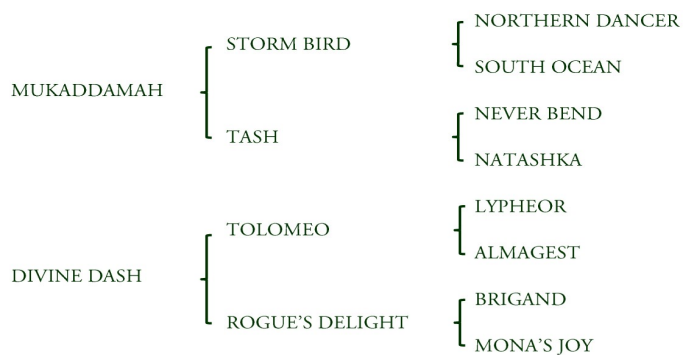 NORTHERN DANCER
STORM BIRD
SOUTH OCEAN
MUKADDAMAH
NEVER BEND
TASH
NATASHKA
LYPHEOR
TOLOMEO
ALMAGEST
DIVINE DASH
BRIGAND
ROGUE'S DELIGHT
MONA'S JOY